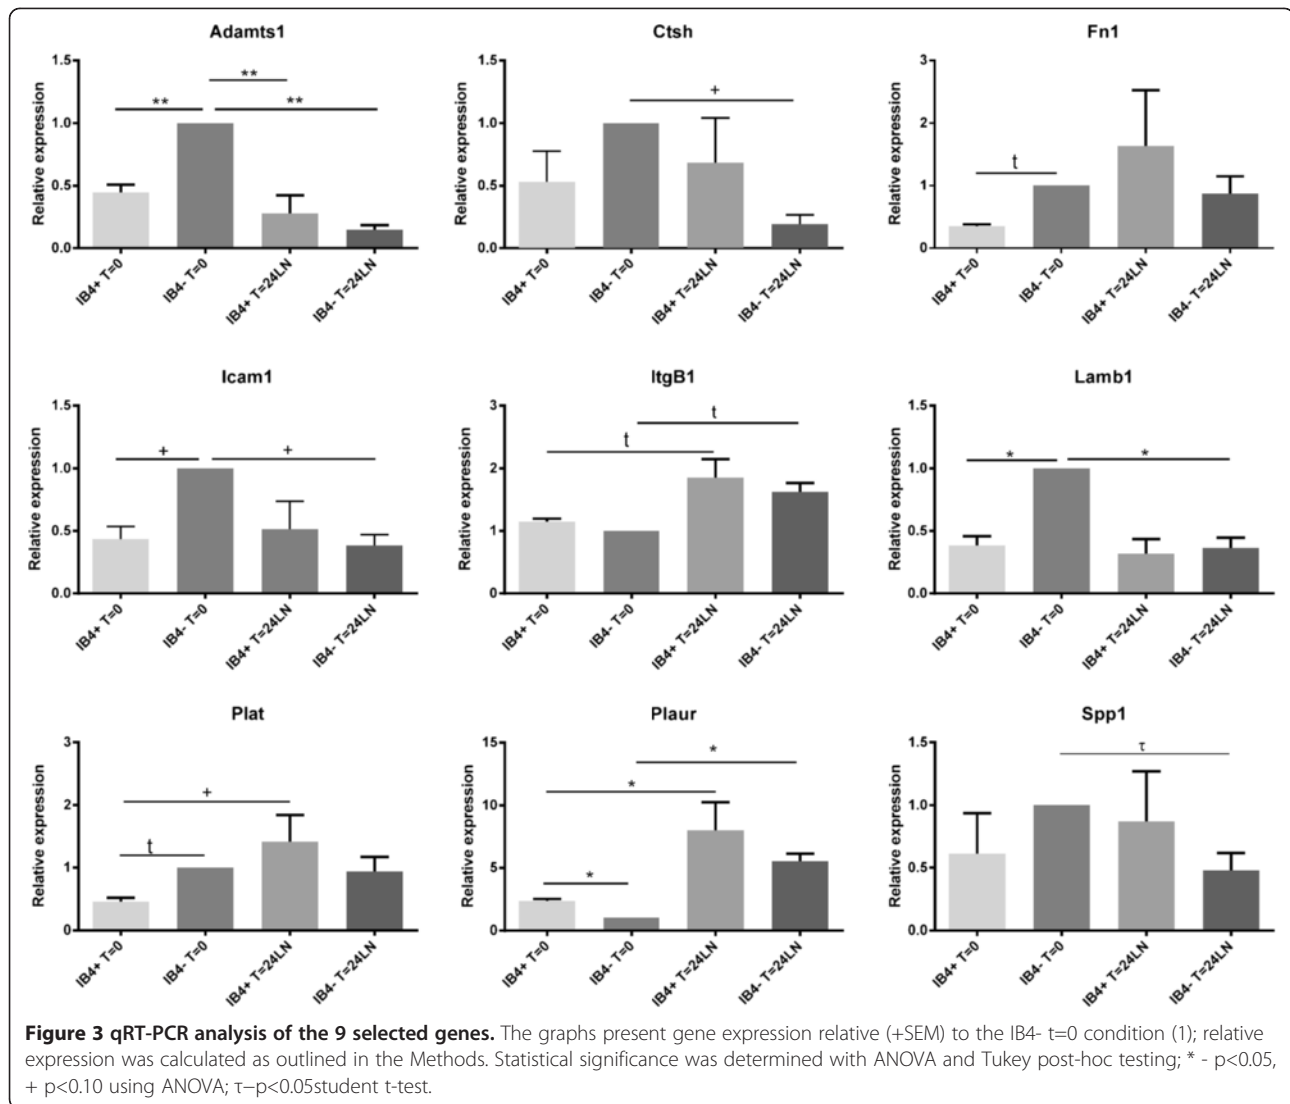 Adamts1
Relative expression
1.5
1.0
0.5
0.0
**
**
**
IB4+ T=0
IB4- T=0
IB4+ T=24LN
IB4- T=24LN
Ctsh
Relative expression
1.5
1.0
0.5
0.0
+
IB4+ T=0
IB4- T=0
IB4+ T=24LN
IB4- T=24LN
Fn1
Relative expression
3
2
1
0
t
IB4+ T=0
IB4- T=0
IB4+ T=24LN
IB4- T=24LN
Icam1
Relative expression
1.5
1.0
0.5
0.0
+
+
IB4+ T=0
IB4- T=0
IB4+ T=24LN
IB4- T=24LN
ItgB1
Relative expression
3
2
1
0
t
t
IB4+ T=0
IB4- T=0
IB4+ T=24LN
IB4- T=24LN
Lamb1
Relative expression
1.5
1.0
0.5
0.0
*
*
IB4+ T=0
IB4- T=0
IB4+ T=24LN
IB4- T=24LN
Plat
Relative expression
3
2
1
0
+
t
IB4+ T=0
IB4- T=0
IB4+ T=24LN
IB4- T=24LN
Plaur
Relative expression
15
10
5
0
*
*
*
IB4+ T=0
IB4- T=0
IB4+ T=24LN
IB4- T=24LN
Spp1
Relative expression
1.5
1.0
0.5
0.0
τ
IB4+ T=0
IB4- T=0
IB4+ T=24LN
IB4- T=24LN
Figure 3 qRT-PCR analysis of the 9 selected genes. The graphs present gene expression relative (+SEM) to the IB4- t=0 condition (1); relative
expression was calculated as outlined in the Methods. Statistical significance was determined with ANOVA and Tukey post-hoc testing; * - p<0.05,
+ p<0.10 using ANOVA; τ−p<0.05student t-test.